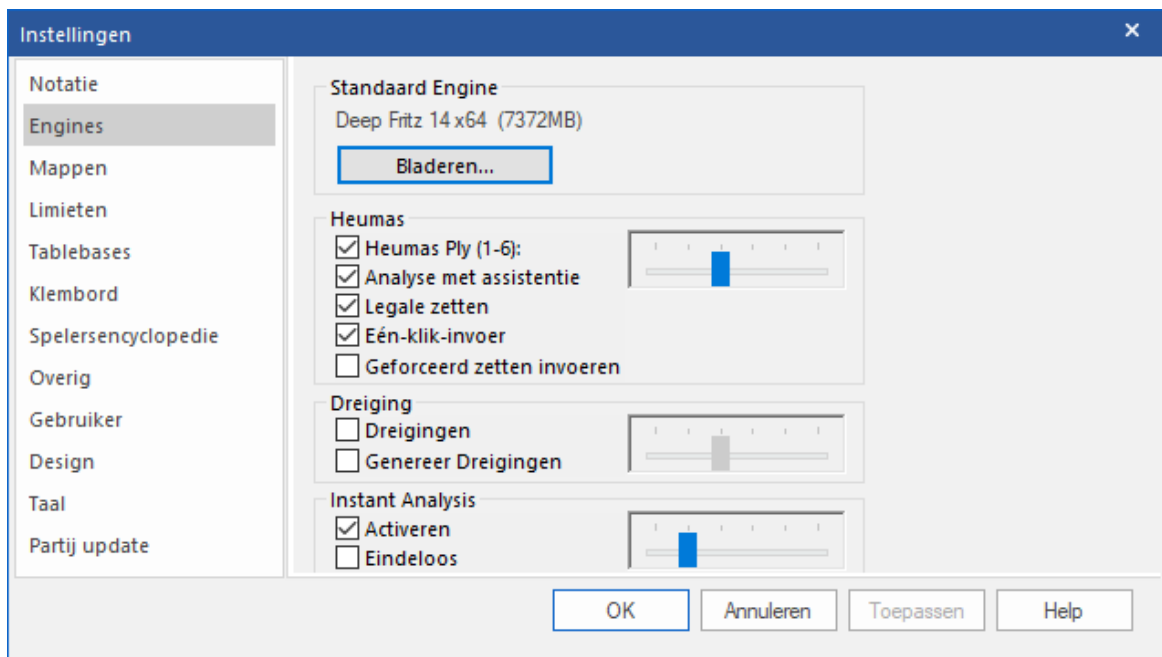 Instellingen
Notatie
Engines
Mappen
Limieten
Tablebases
Klembord
Spelersencyclopedie
Overig
Gebruiker
Design
Taal
Partij update
Standaard Engine
Deep Fritz 14 x64 (7372MB)
Bladeren...
Heumas
Heumas Ply (1-6):
Analyse met assistentie
Legale zetten
Eén-klik-invoer
Geforceerd zetten invoeren
Dreiging
Dreigingen
Genereer Dreigingen
Instant Analysis
Activeren
Eindeloos
OK Annuleren Toepassen Help